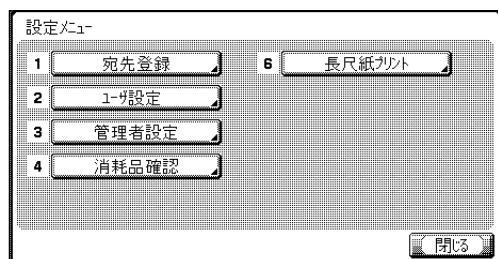 設定ﾒﾆｭｰ
1 宛先登録
6 長尺紙ﾌﾟﾘﾝﾄ
2 ﾕｰｻﾞ設定
3 管理者設定
4 消耗品確認
閉じる